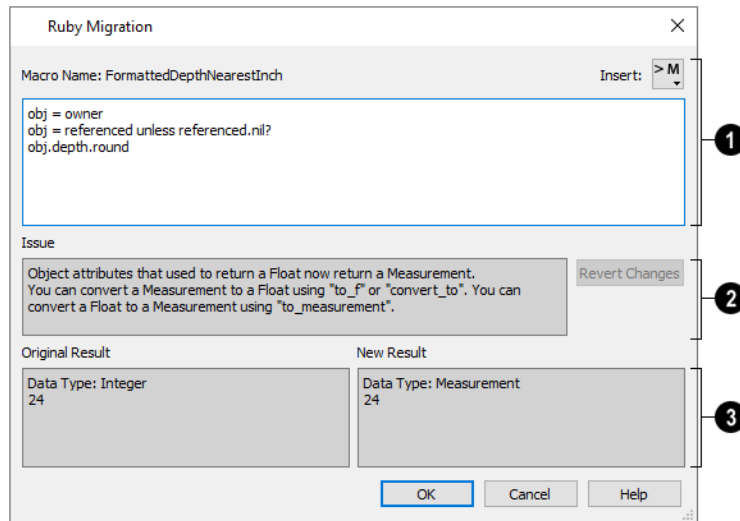 Ruby Migration
Macro Name: FormattedDepthNearestInch
Insert:
>M
obj = owner
obj = referenced unless referenced.nil?
obj.depth.round
1
Issue
Object attributes that used to return a Float now return a Measurement.
You can convert a Measurement to a Float using "to_f" or "convert_to". You can
convert a Float to a Measurement using "to_measurement".
Revert Changes
2
Original Result
New Result
Data Type: Integer
24
Data Type: Measurement
24
3
OK
Cancel
Help